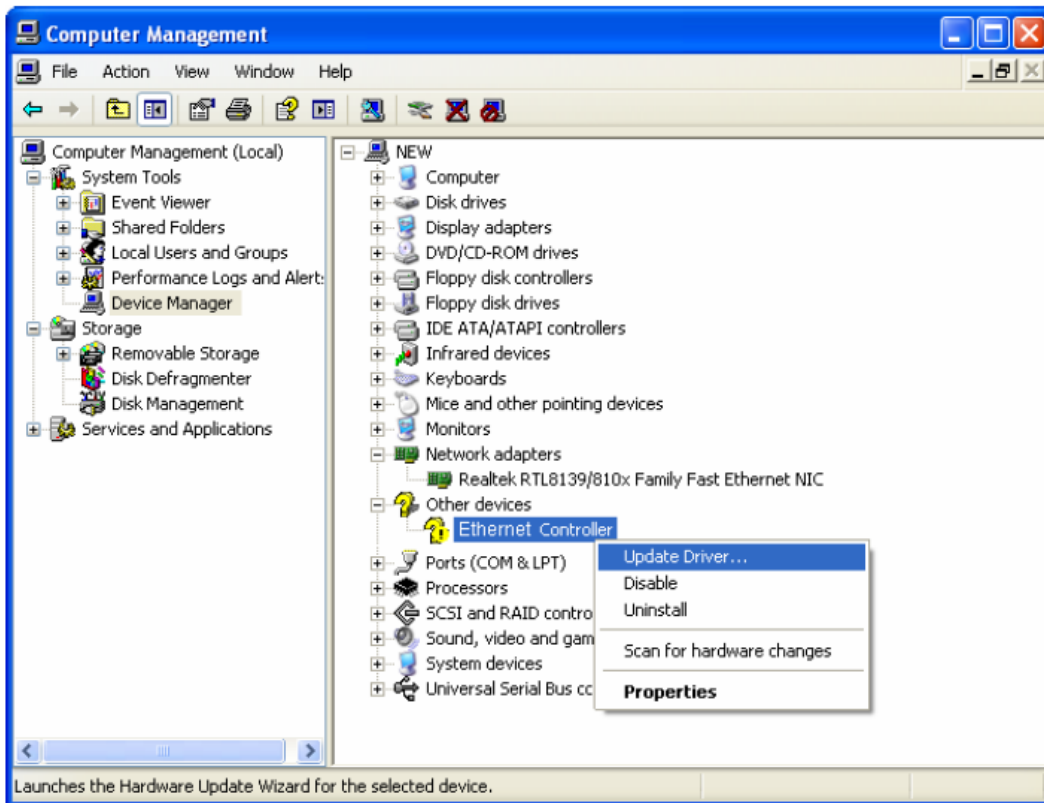 Computer Management
File Action View Window Help
Computer Management (Local)
System Tools
Event Viewer
Shared Folders
Local Users and Groups
Performance Logs and Alert
Device Manager
Storage
Removable Storage
Disk Defragmenter
Disk Management
Services and Applications
NEW
Computer
Disk drives
Display adapters
DVD/CD-ROM drives
Floppy disk controllers
Floppy disk drives
IDE ATA/ATAPI controllers
Infrared devices
Keyboards
Mice and other pointing devices
Monitors
Network adapters
Realtek RTL8139/810x Family Fast Ethernet NIC
Other devices
Ethernet Controller
Ports (COM & LPT)
Processors
SCSI and RAID contro
Sound, video and gam
System devices
Universal Serial Bus cc
Update Driver...
Disable
Uninstall
Scan for hardware changes
Properties
Launches the Hardware Update Wizard for the selected device.